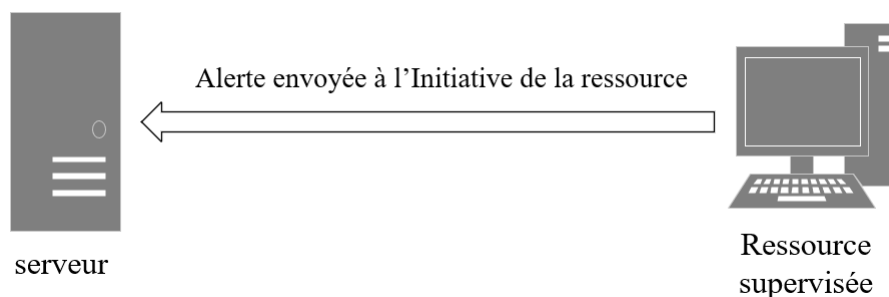 Alerte envoyée à l’Initiative de la ressource
serveur
Ressource
supervisée